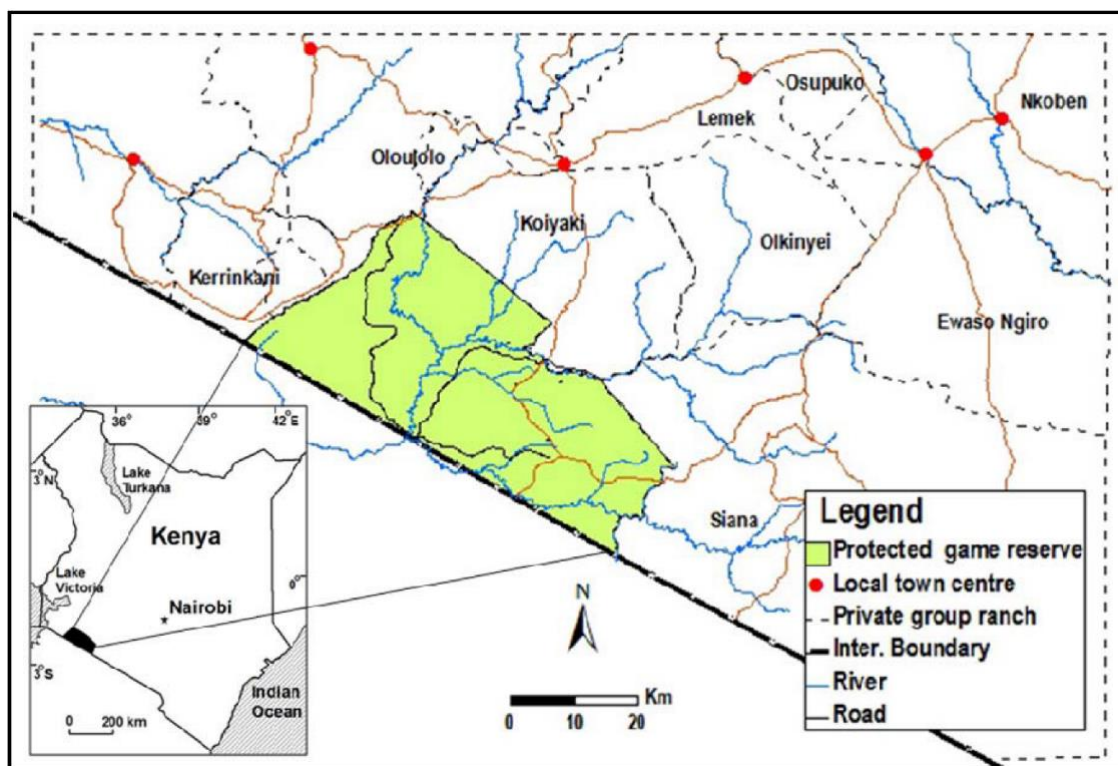 Osupuko
Nkoben
Lemek
Oloulolo
Koiyaki
Olkinyei
Kerrinkani
Ewaso Ngiro
Siana
36°
39°
42°E
3°N
Lake
Turkana
Kenya
Lake
Victoria
0°
Nairobi
3°S
Indian
Ocean
0 200 km
N
Km
0 10 20
Legend
Protected game reserve
Local town centre
Private group ranch
Inter. Boundary
River
Road